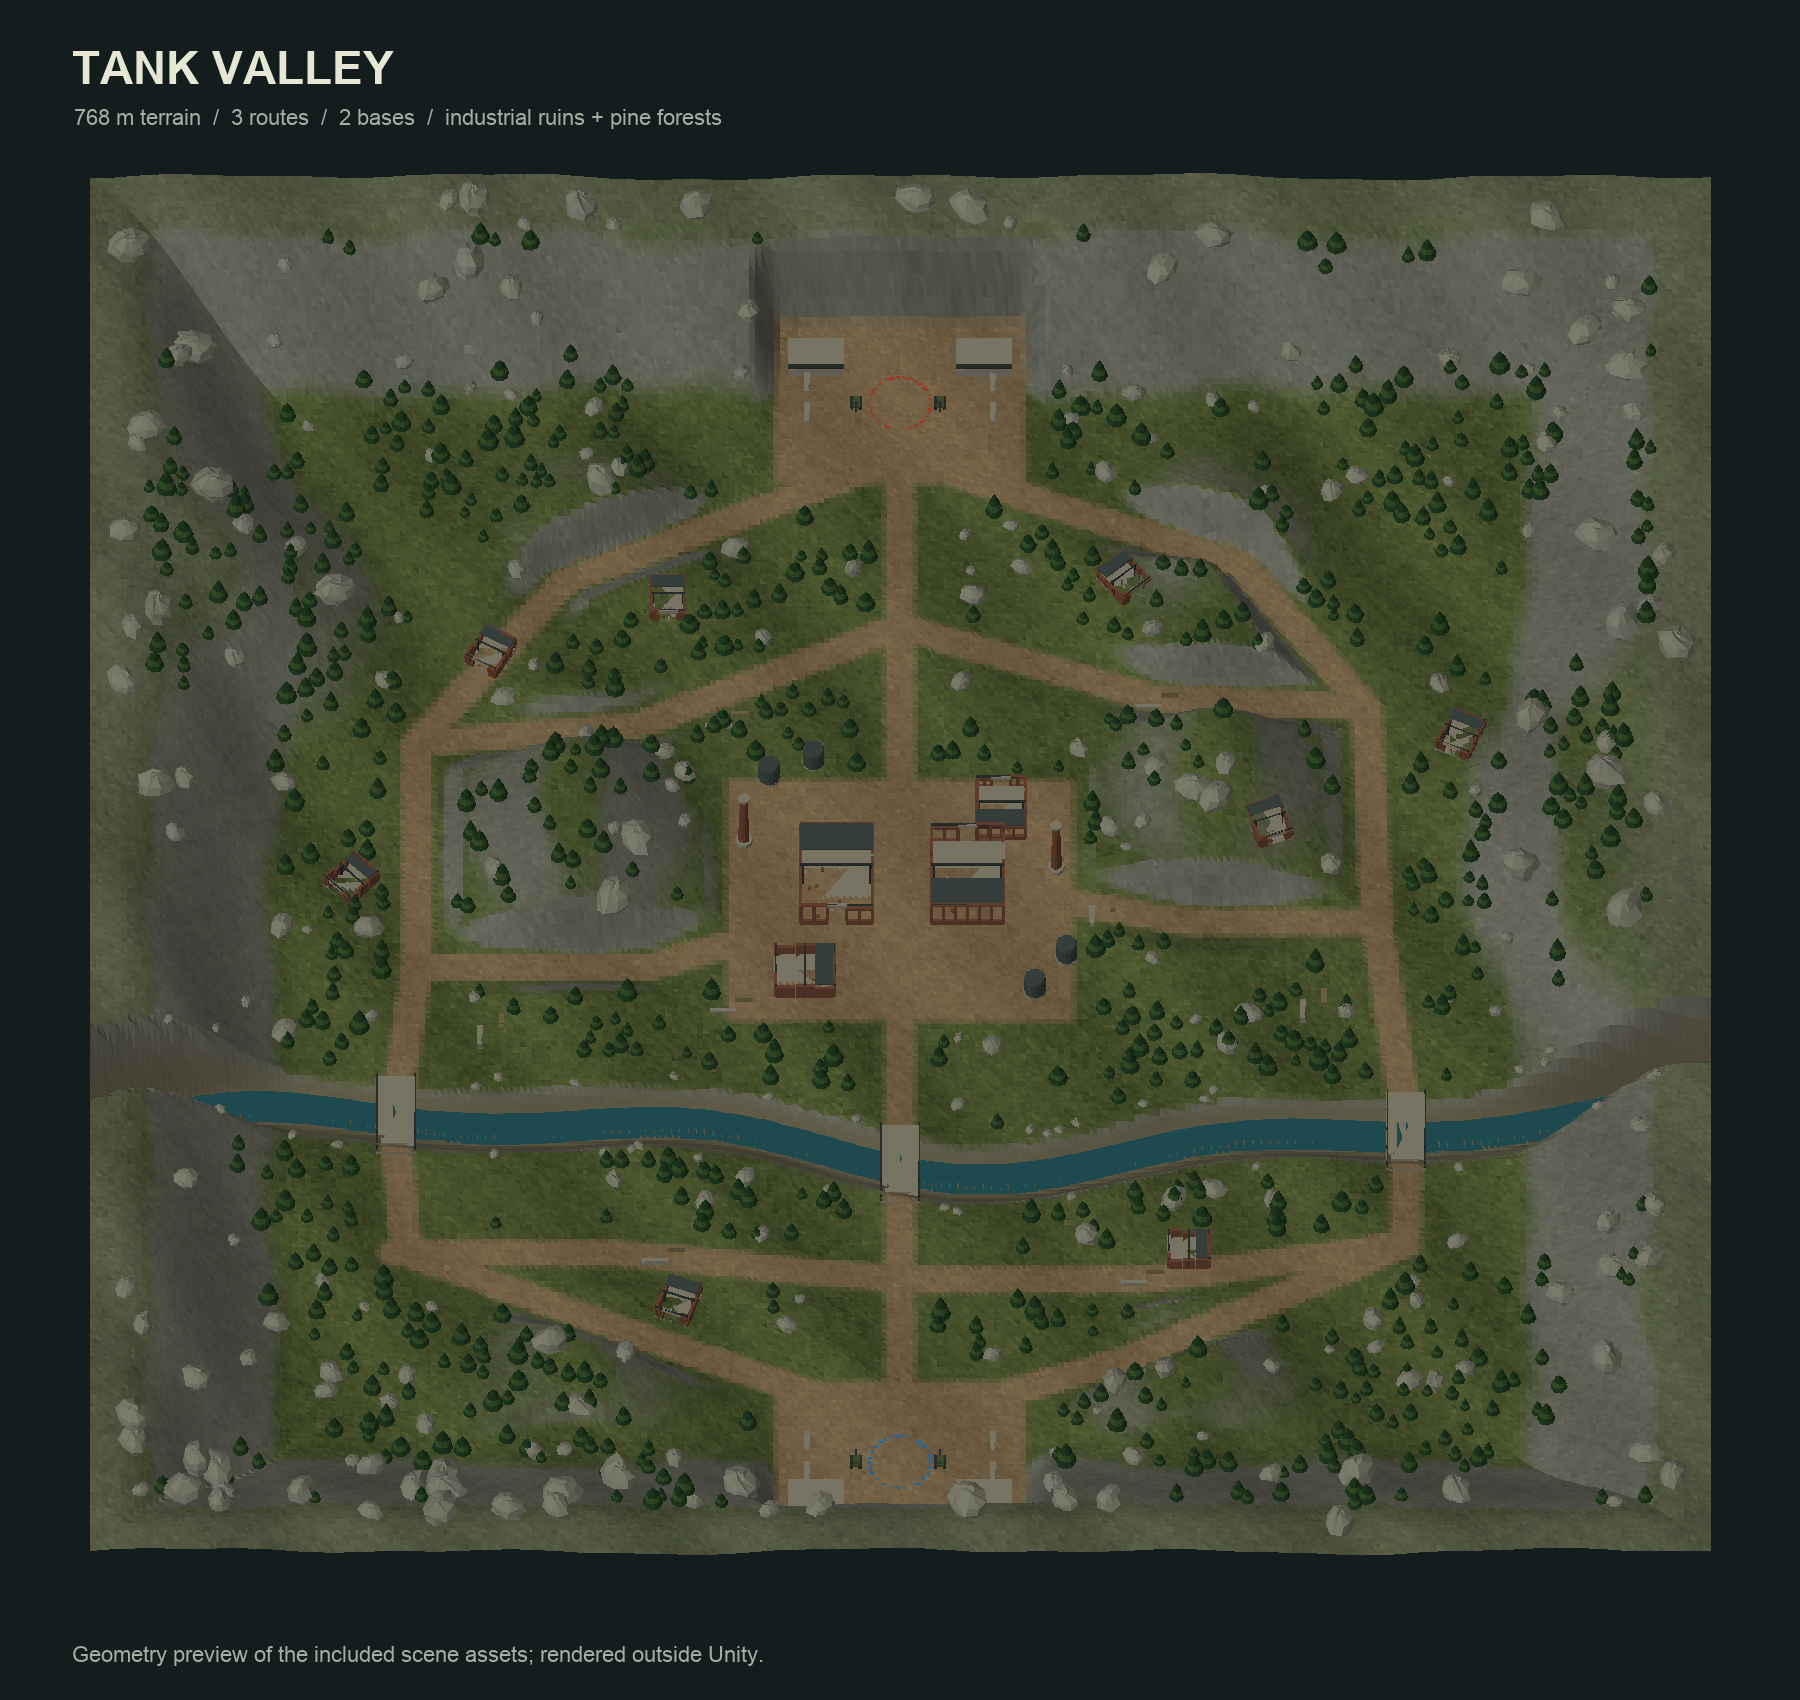 TANK VALLEY
768 m terrain / 3 routes / 2 bases / industrial ruins + pine forests
Geometry preview of the included scene assets; rendered outside Unity.